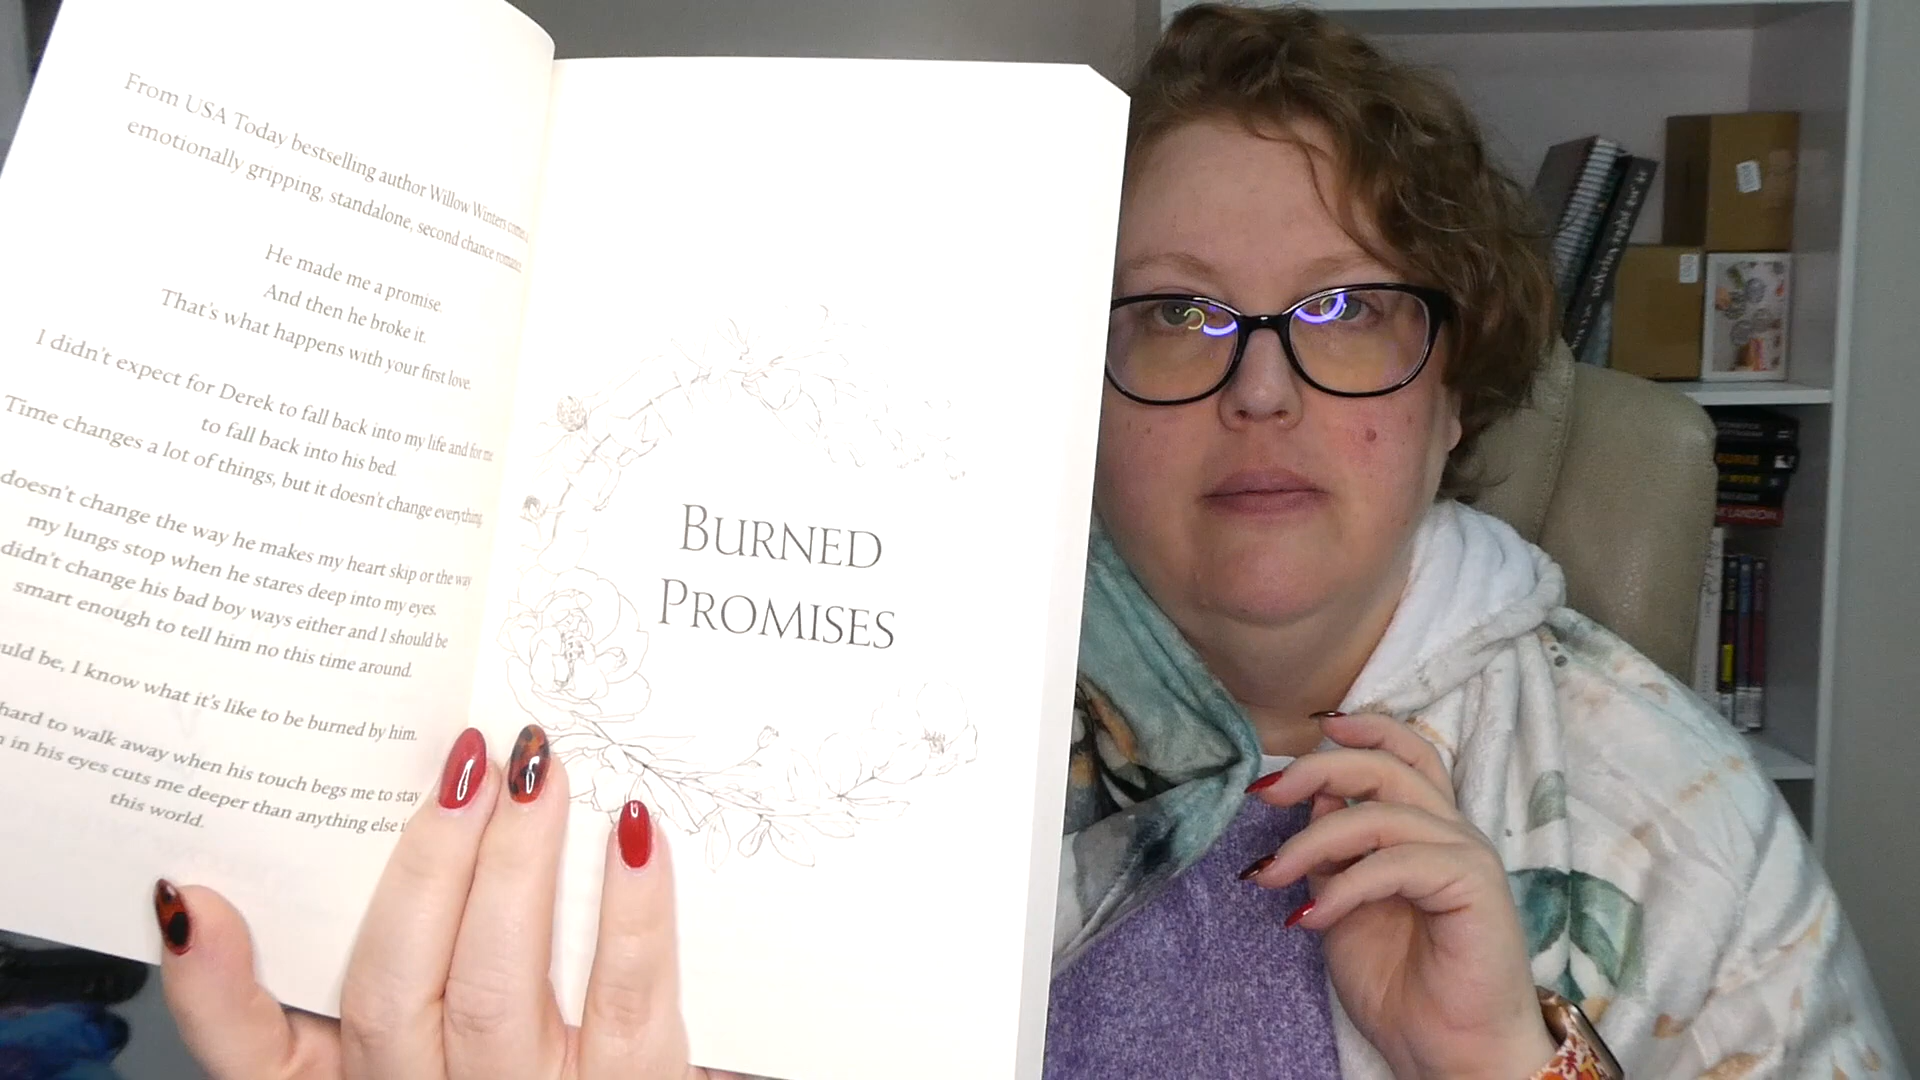 From USA Today bestselling author Willow Winters comes a
emotionally gripping, standalone, second chance romance.
He made me a promise.
And then he broke it.
That's what happens with your first love.
I didn't expect for Derek to fall back into my life and for me
to fall back into his bed.
Time changes a lot of things, but it doesn't change everything.
doesn't change the way he makes my heart skip or the way
my lungs stop when he stares deep into my eyes.
didn't change his bad boy ways either and I should be
smart enough to tell him no this time around.
be, I know what it's like to be burned by him.
hard to walk away when his touch begs me to stay
in his eyes cuts me deeper than anything else
this world.
BURNED
PROMISES